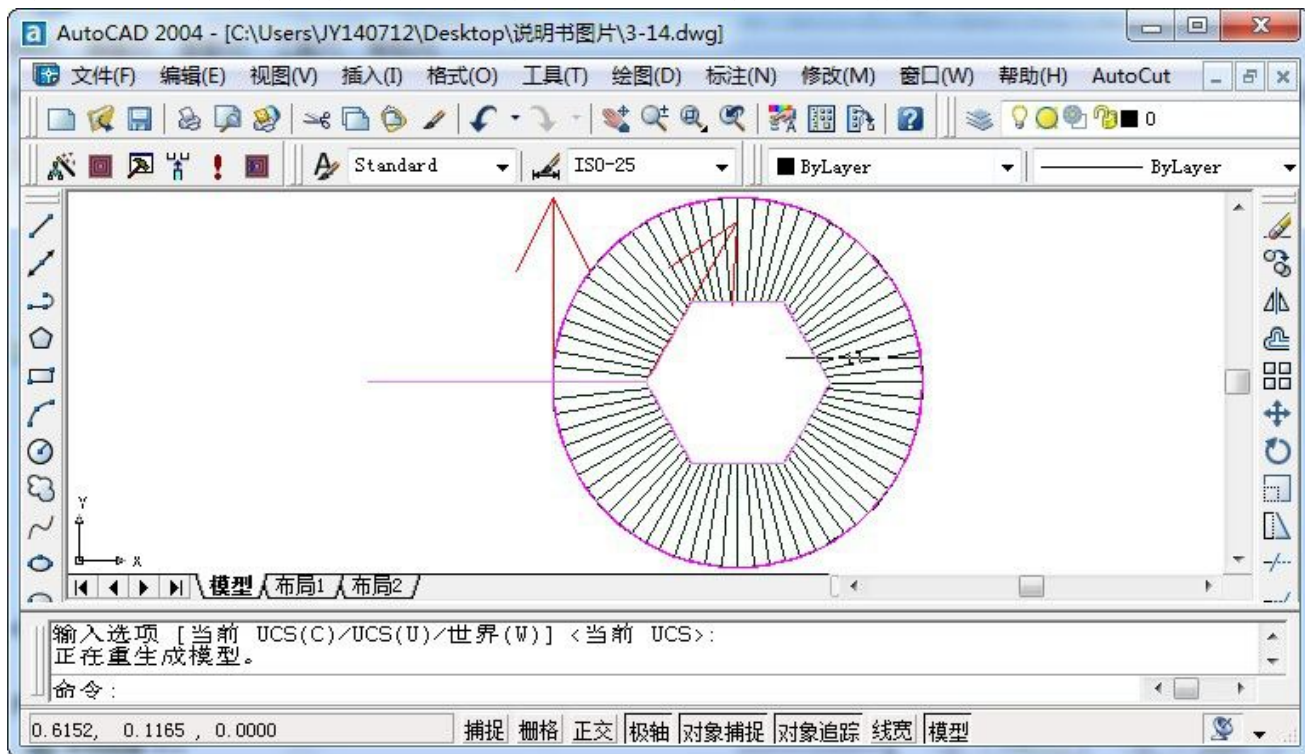 AutoCAD 2004 - [C:\Users\JY140712\Desktop\说明书图片\3-14.dwg]
文件(F) 编辑(E) 视图(V) 插入(I) 格式(O) 工具(T) 绘图(D) 标注(N) 修改(M) 窗口(W) 帮助(H) AutoCut
0
Standard ISO-25 ByLayer ByLayer
Y
X
模型 布局1 布局2
输入选项 [当前 UCS(C)/UCS(U)/世界(W)] <当前 UCS>:
正在重生成模型。
命令:
0.6152, 0.1165 , 0.0000 捕捉 栅格 正交 极轴 对象捕捉 对象追踪 线宽 模型